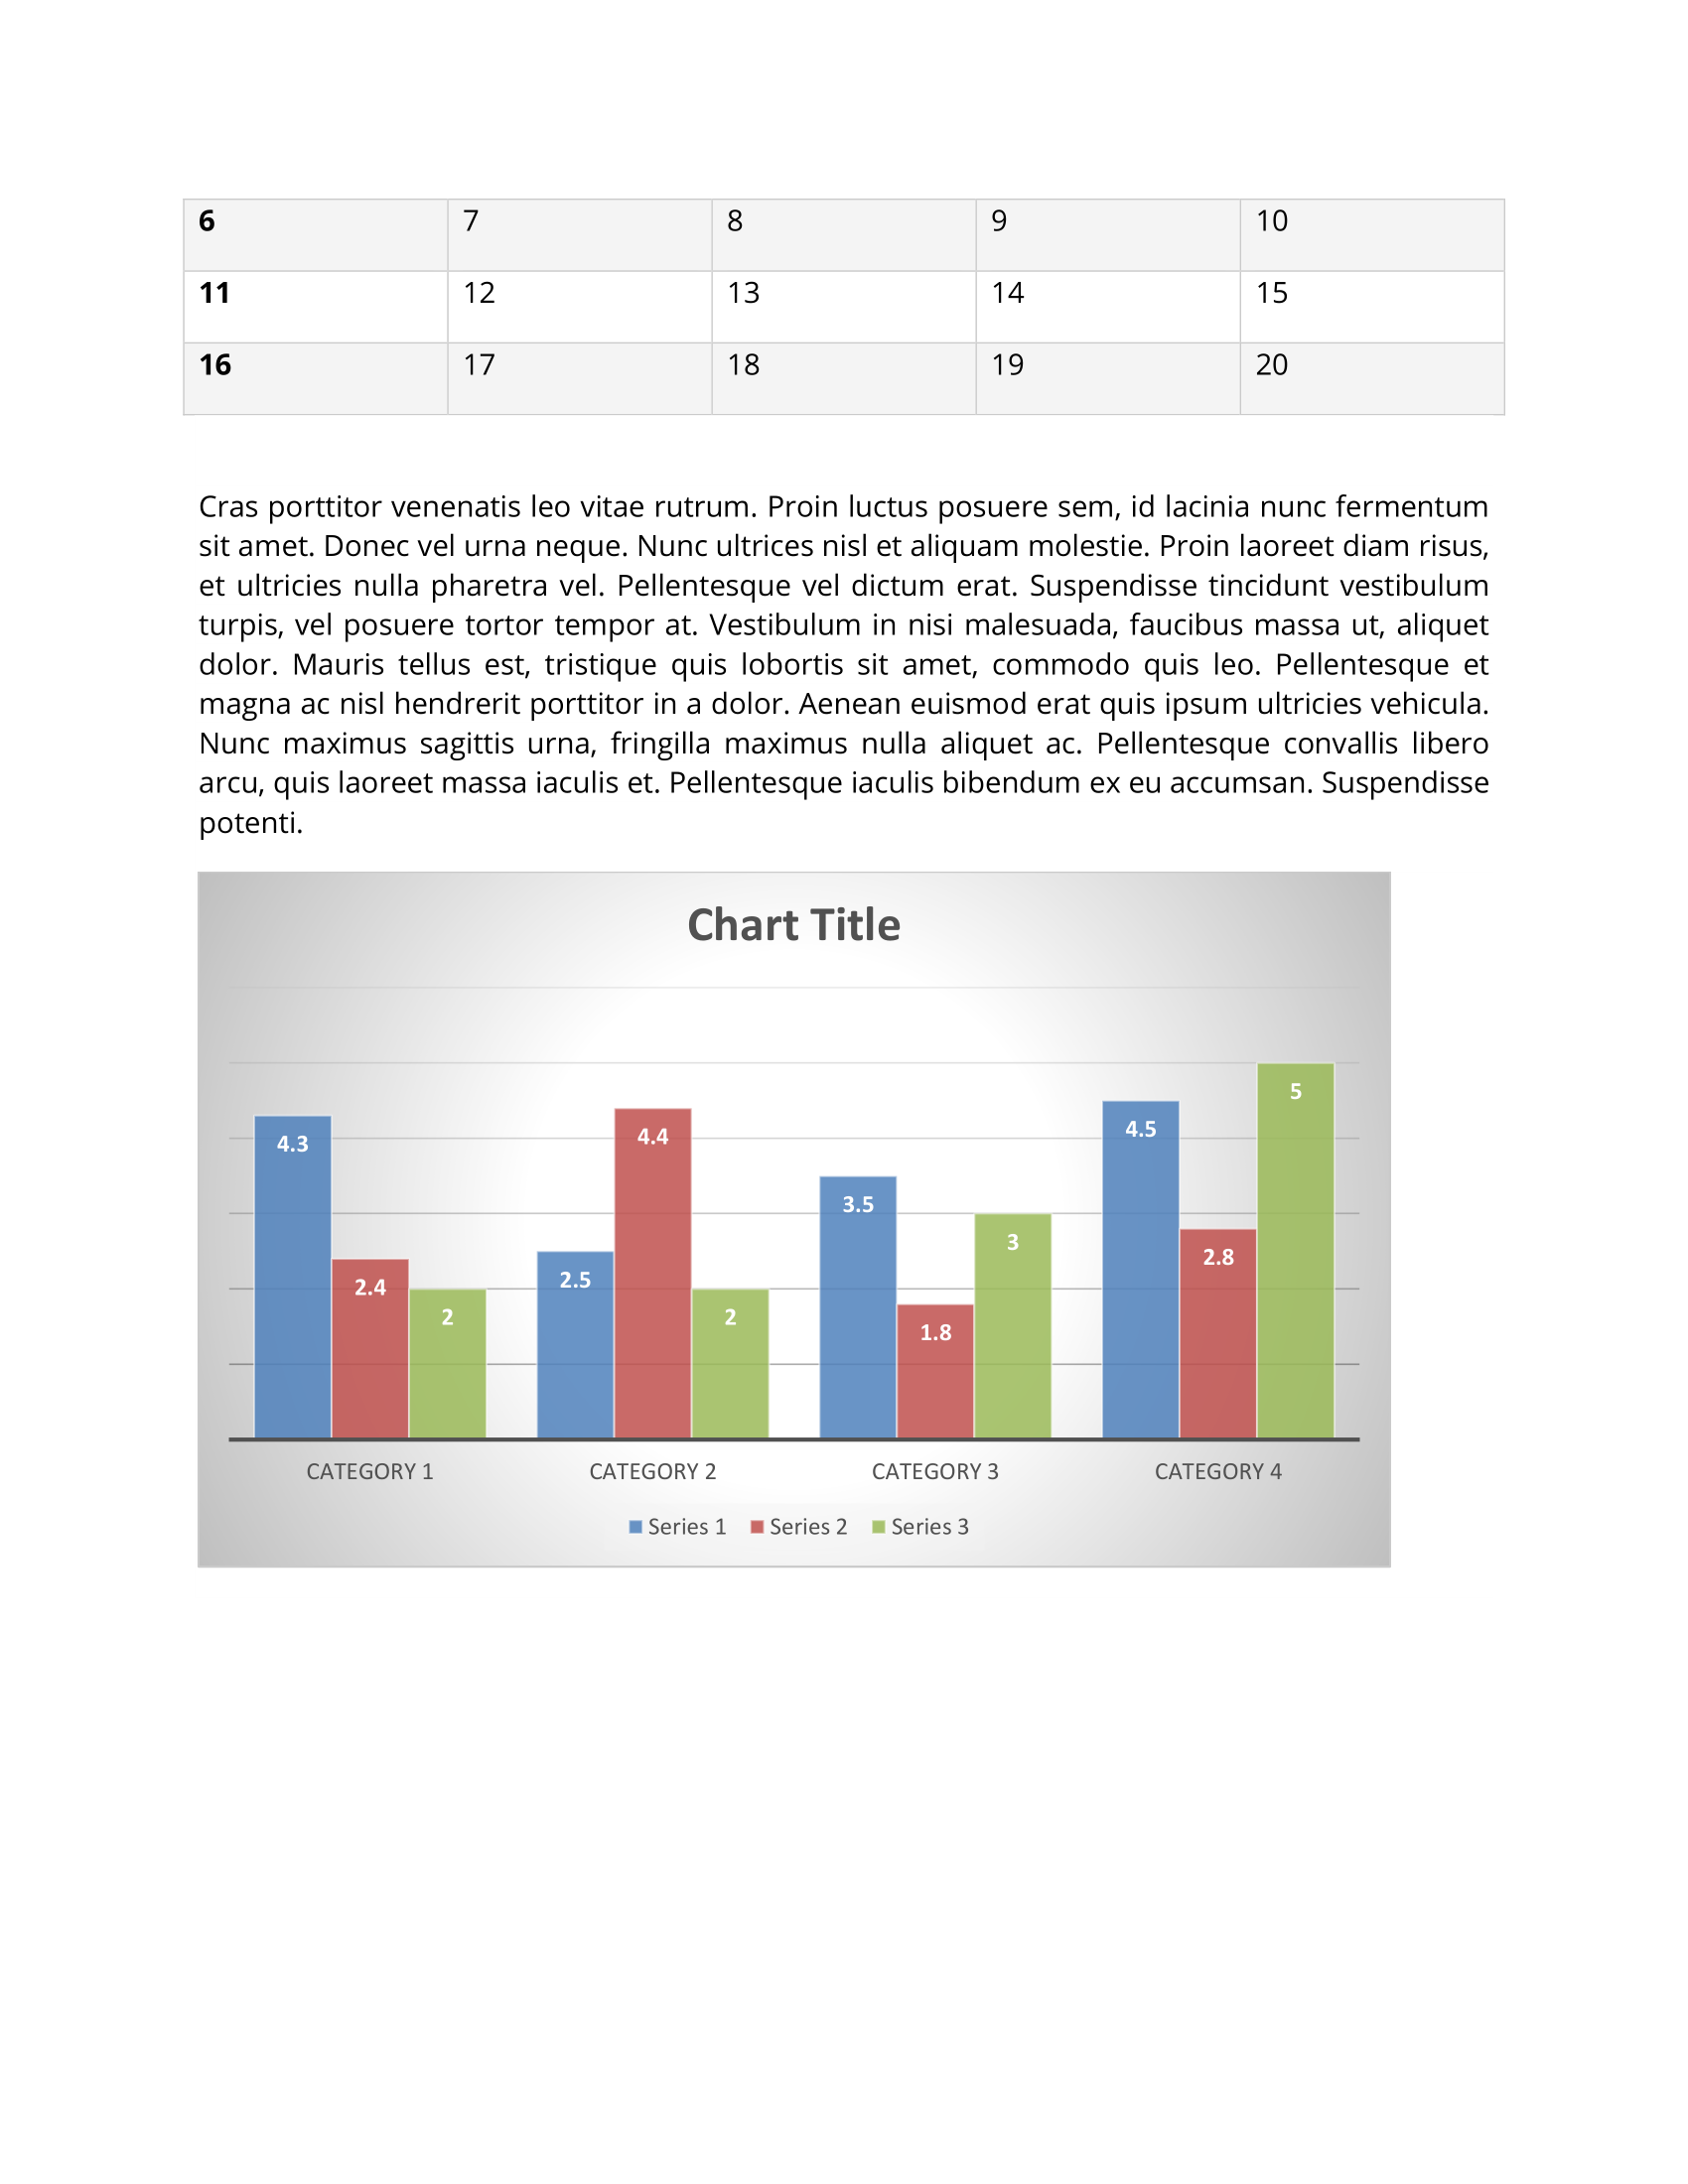 6 7 8 9 10
11 12 13 14 15
16 17 18 19 20
Cras porttitor venenatis leo vitae rutrum. Proin luctus posuere sem, id lacinia nunc fermentum
sit amet. Donec vel urna neque. Nunc ultrices nisl et aliquam molestie. Proin laoreet diam risus,
et ultricies nulla pharetra vel. Pellentesque vel dictum erat. Suspendisse tincidunt vestibulum
turpis, vel posuere tortor tempor at. Vestibulum in nisi malesuada, faucibus massa ut, aliquet
dolor. Mauris tellus est, tristique quis lobortis sit amet, commodo quis leo. Pellentesque et
magna ac nisl hendrerit porttitor in a dolor. Aenean euismod erat quis ipsum ultricies vehicula.
Nunc maximus sagittis urna, fringilla maximus nulla aliquet ac. Pellentesque convallis libero
arcu, quis laoreet massa iaculis et. Pellentesque iaculis bibendum ex eu accumsan. Suspendisse
potenti.
Chart Title
4.3 2.4 2 2.5 4.4 2 3.5 1.8 3 4.5 2.8 5
CATEGORY 1 CATEGORY 2 CATEGORY 3 CATEGORY 4
Series 1 Series 2 Series 3